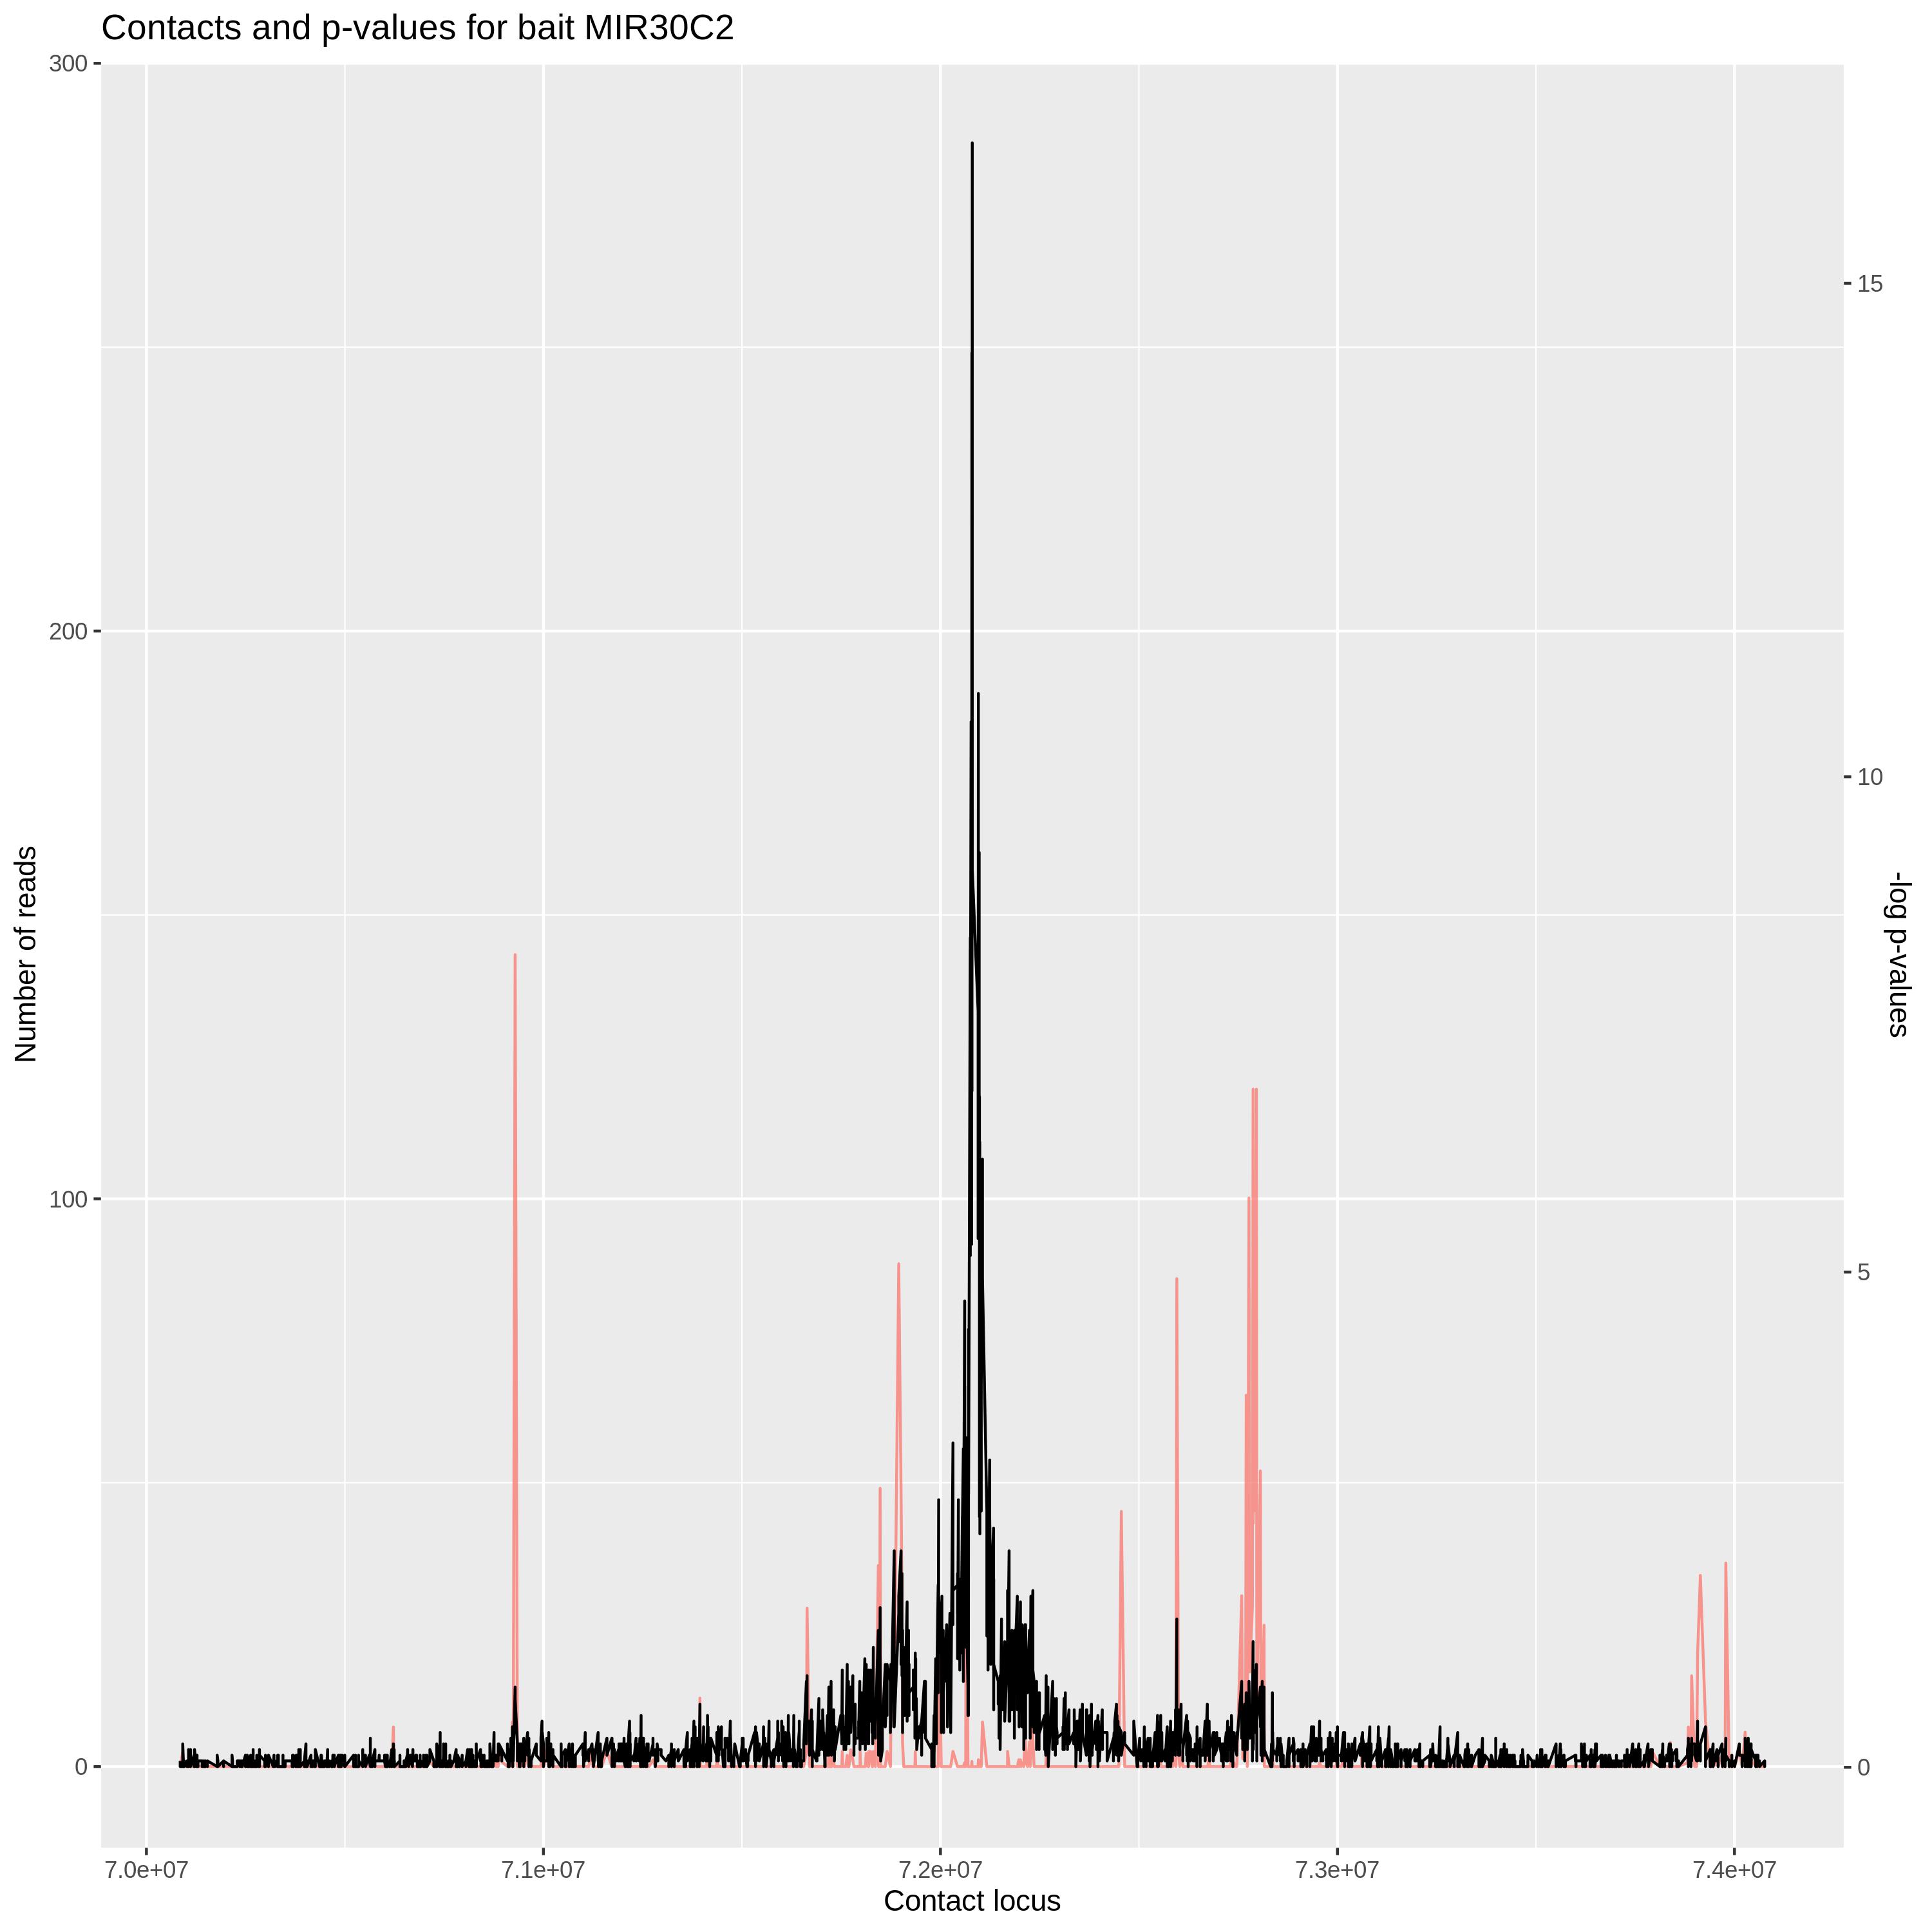 Contacts and p-values for bait MIR30C2
300
200
100
0
Number of reads
15
10
5
0
-log p-values
7.0e+07
7.1e+07
7.2e+07
7.3e+07
7.4e+07
Contact locus